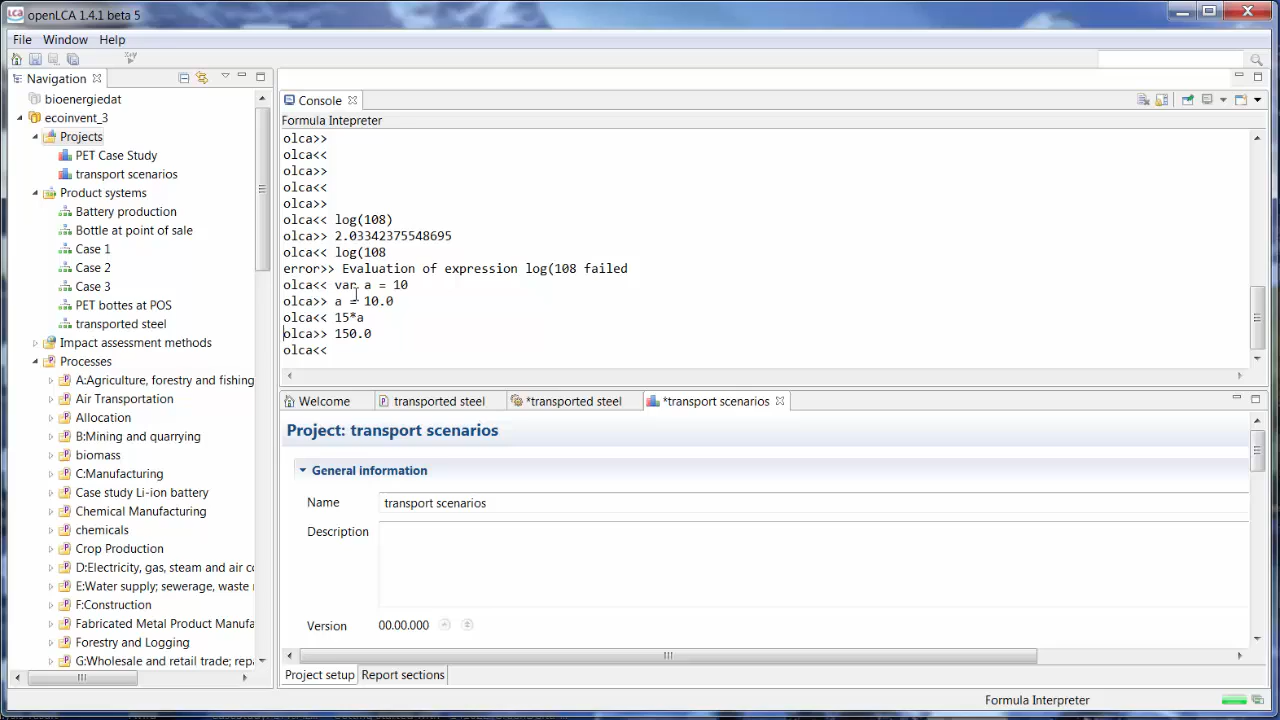 LCA openLCA 1.4.1 beta 5
File Window Help
Navigation
bioenergiedat
ecoinvent_3
Projects
PET Case Study
transport scenarios
Product systems
Battery production
Bottle at point of sale
Case 1
Case 2
Case 3
PET bottes at POS
transported steel
Impact assessment methods
Processes
A:Agriculture, forestry and fishing
Air Transportation
Allocation
B:Mining and quarrying
biomass
C:Manufacturing
Case study Li-ion battery
Chemical Manufacturing
chemicals
Crop Production
D:Electricity, gas, steam and air co
E:Water supply; sewerage, waste
F:Construction
Fabricated Metal Product Manufa
Forestry and Logging
G:Wholesale and retail trade; repa
Console
Formula Intepreter
olca>>
olca<<
olca>>
olca<<
olca>>
olca<< log(108)
olca>> 2.03342375548695
olca<< log(108
error>> Evaluation of expression log(108 failed
olca<< var a = 10
olca>> a = 10.0
olca<< 15*a
olca>> 150.0
olca<<
Welcome transported steel *transported steel *transport scenarios
Project: transport scenarios
General information
Name transport scenarios
Description
Version 00.00.000
Project setup Report sections
Formula Interpreter